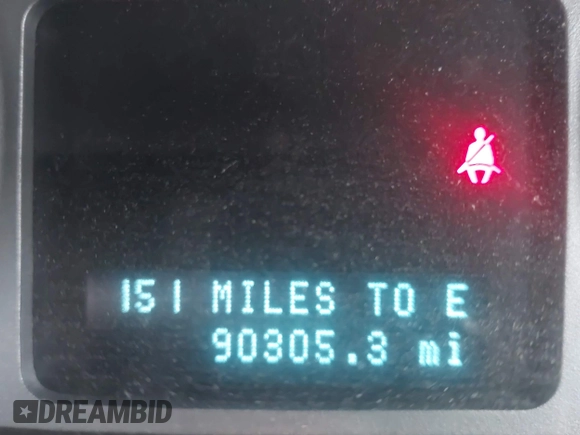 151 MILES TO E
90305.3 mi
DREAMBID